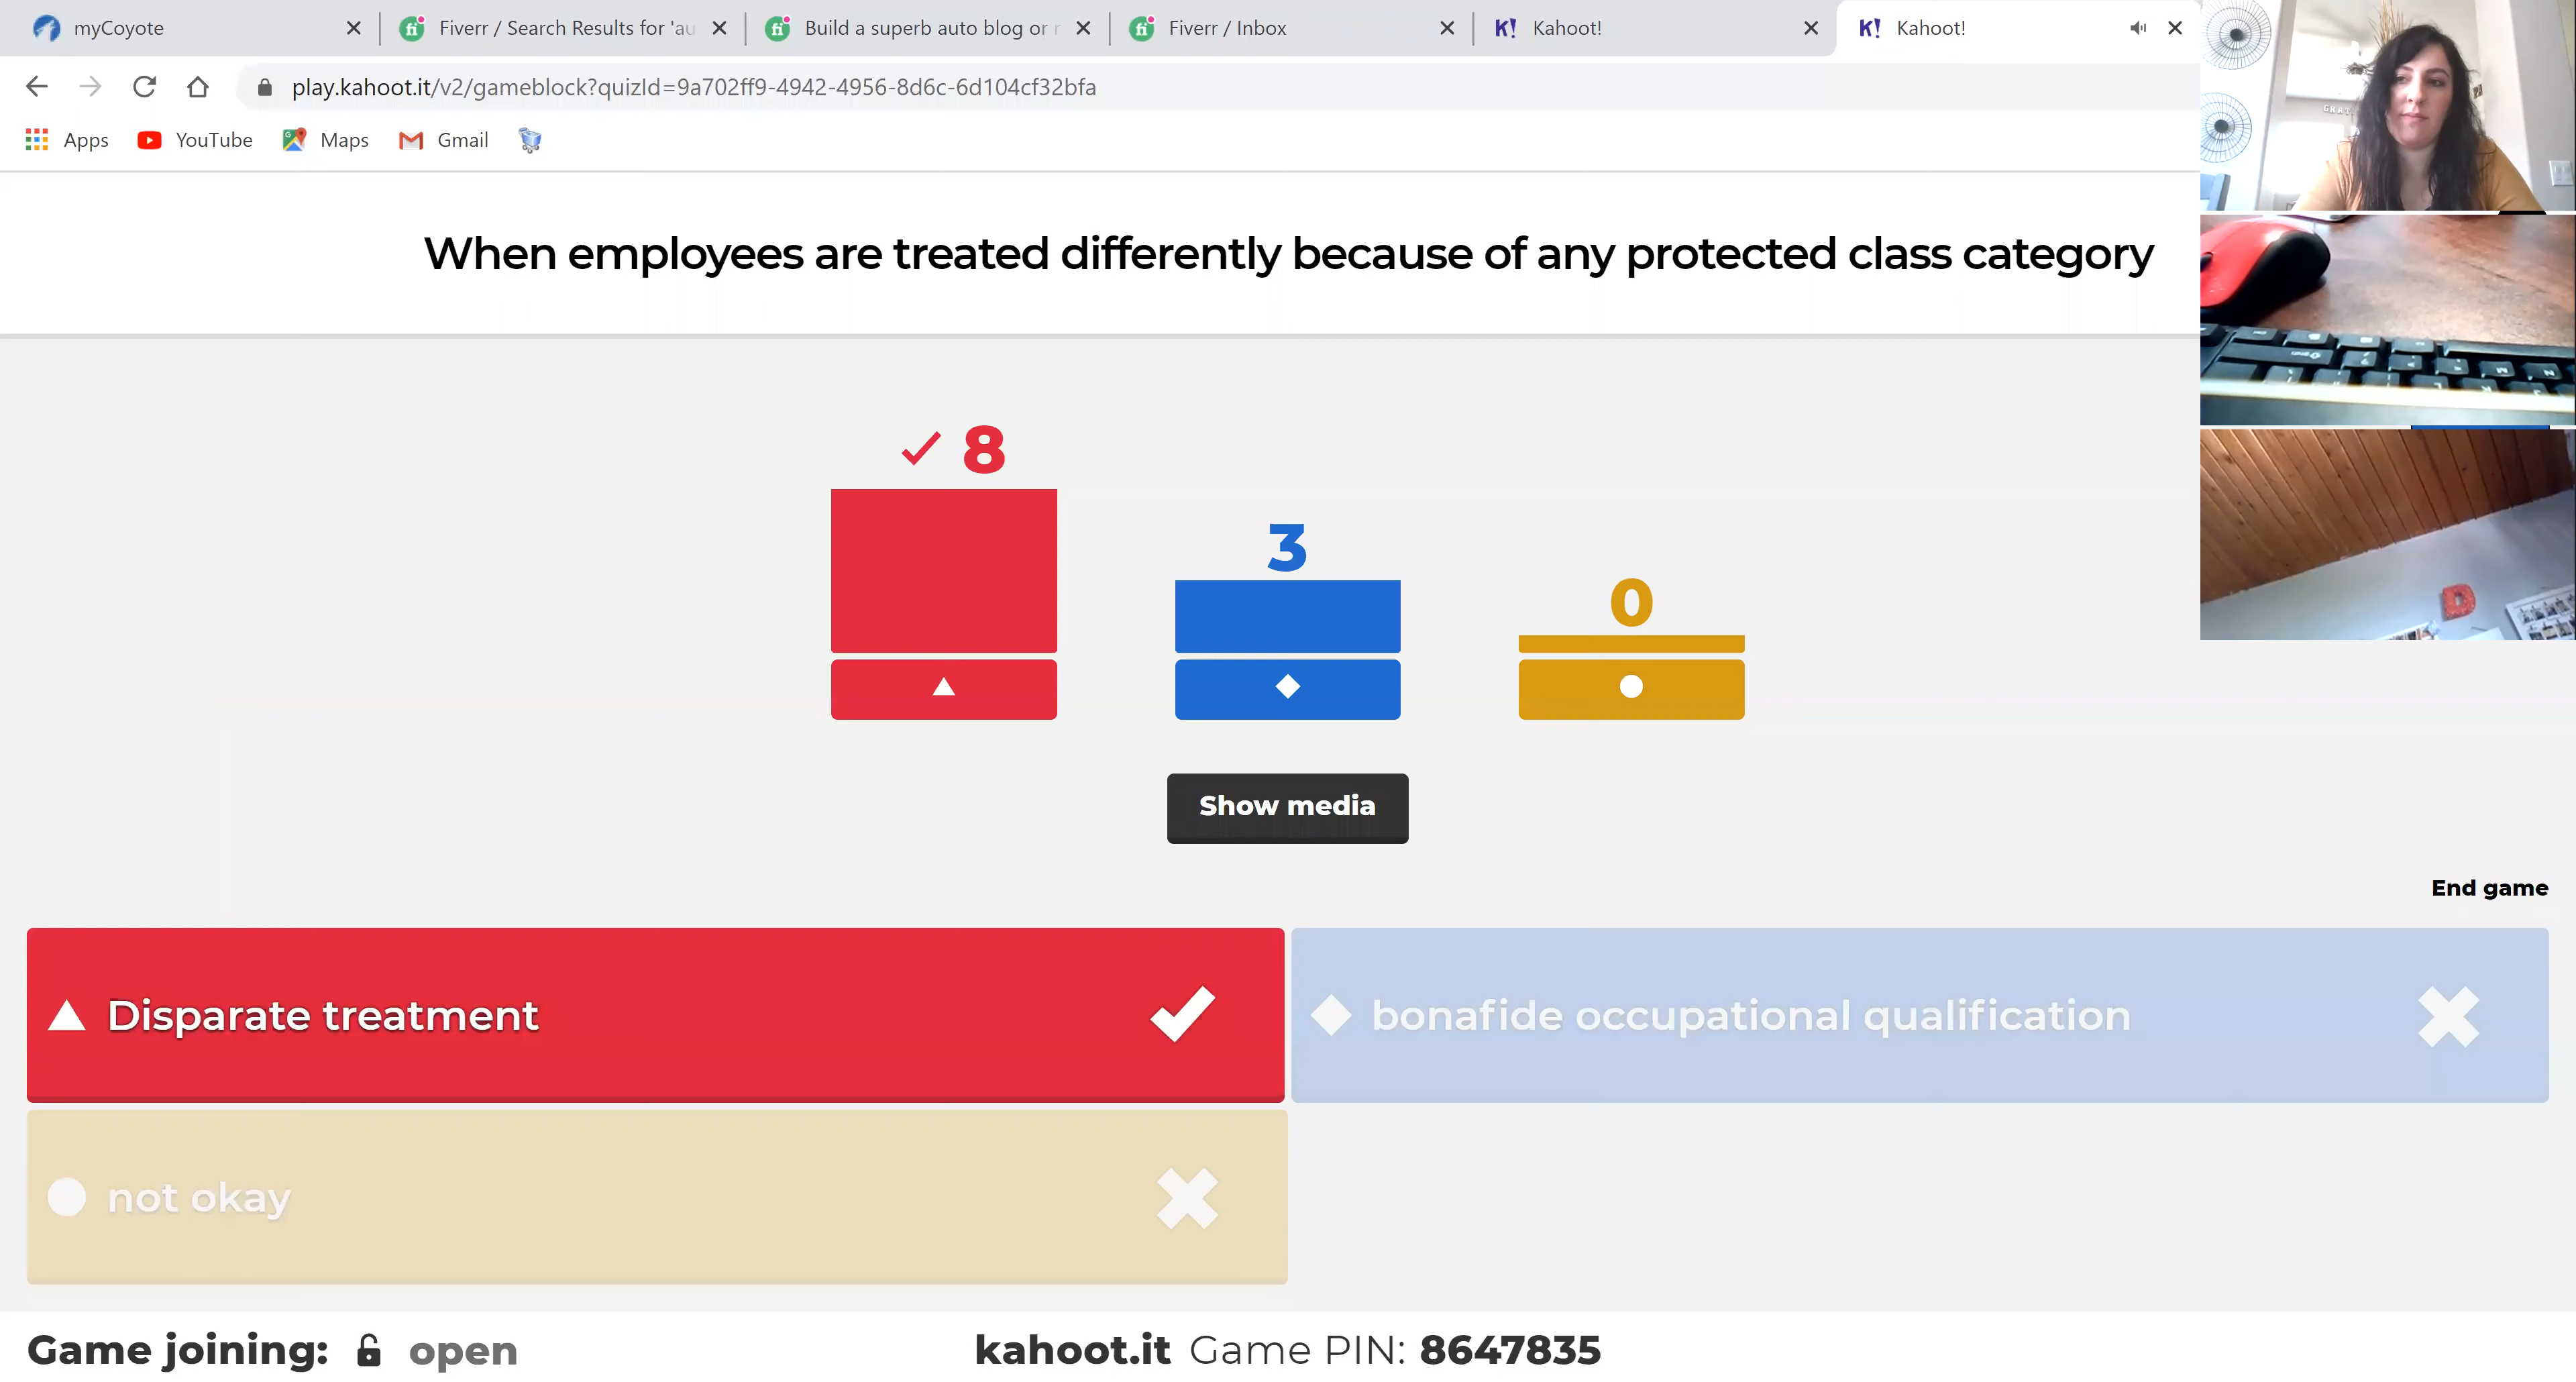 myCoyote
Fiverr / Search Results for 'au
Build a superb auto blog or
Fiverr / Inbox
K! Kahoot!
K! Kahoot!
play.kahoot.it/v2/gameblock?quizId=9a702ff9-4942-4956-8d6c-6d104cf32bfa
Apps YouTube Maps Gmail
When employees are treated differently because of any protected class category
8
3
0
Show media
End game
Disparate treatment
bonafide occupational qualification
not okay
Game joining: open
kahoot.it Game PIN: 8647835
D